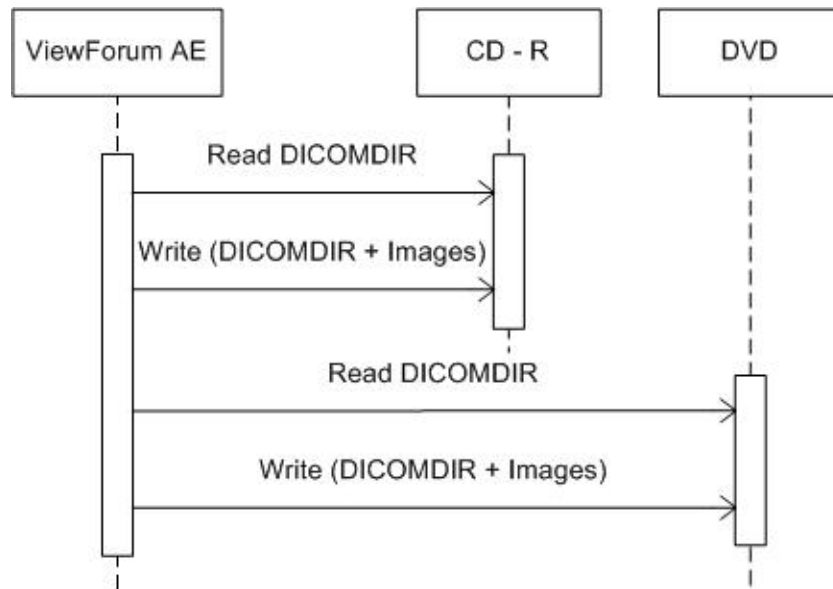 ViewForum AE
CD - R
DVD
Read DICOMDIR
Write (DICOMDIR + Images)
Read DICOMDIR
Write (DICOMDIR + Images)